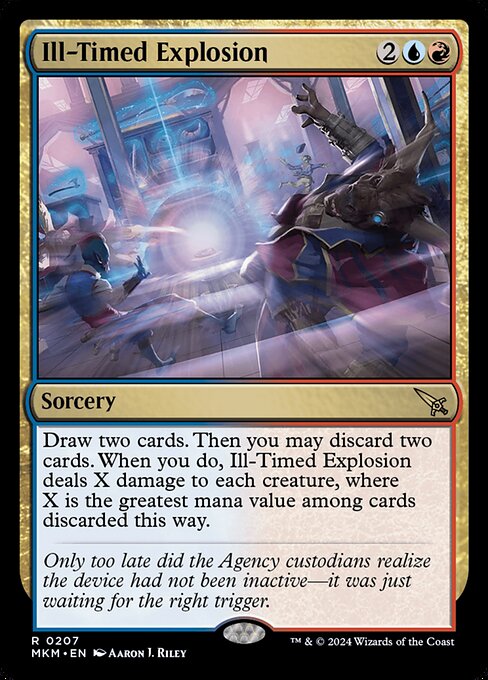 Ill-Timed Explosion 2
Sorcery
Draw two cards. Then you may discard two
cards. When you do, Ill-Timed Explosion
deals X damage to each creature, where
X is the greatest mana value among cards
discarded this way.
Only too late did the Agency custodians realize
the device had not been inactive—it was just
waiting for the right trigger.
R 0207 ™ & © 2024 Wizards of the Coast
MKM • EN Aaron J. Riley